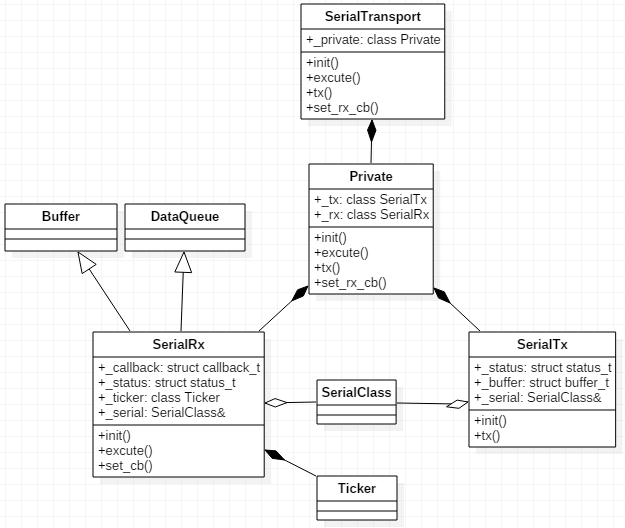 SerialTransport
+_private: class Private
+init()
+excute()
+tx()
+set_rx_cb()
Private
+_tx: class SerialTx
+_rx: class SerialRx
+init()
+excute()
+tx()
+set_rx_cb()
Buffer
DataQueue
SerialRx
+_callback: struct callback_t
+_status: struct status_t
+_ticker: class Ticker
+_serial: SerialClass&
+init()
+excute()
+set_cb()
SerialClass
SerialTx
+_status: struct status_t
+_buffer: struct buffer_t
+_serial: SerialClass&
+init()
+tx()
Ticker